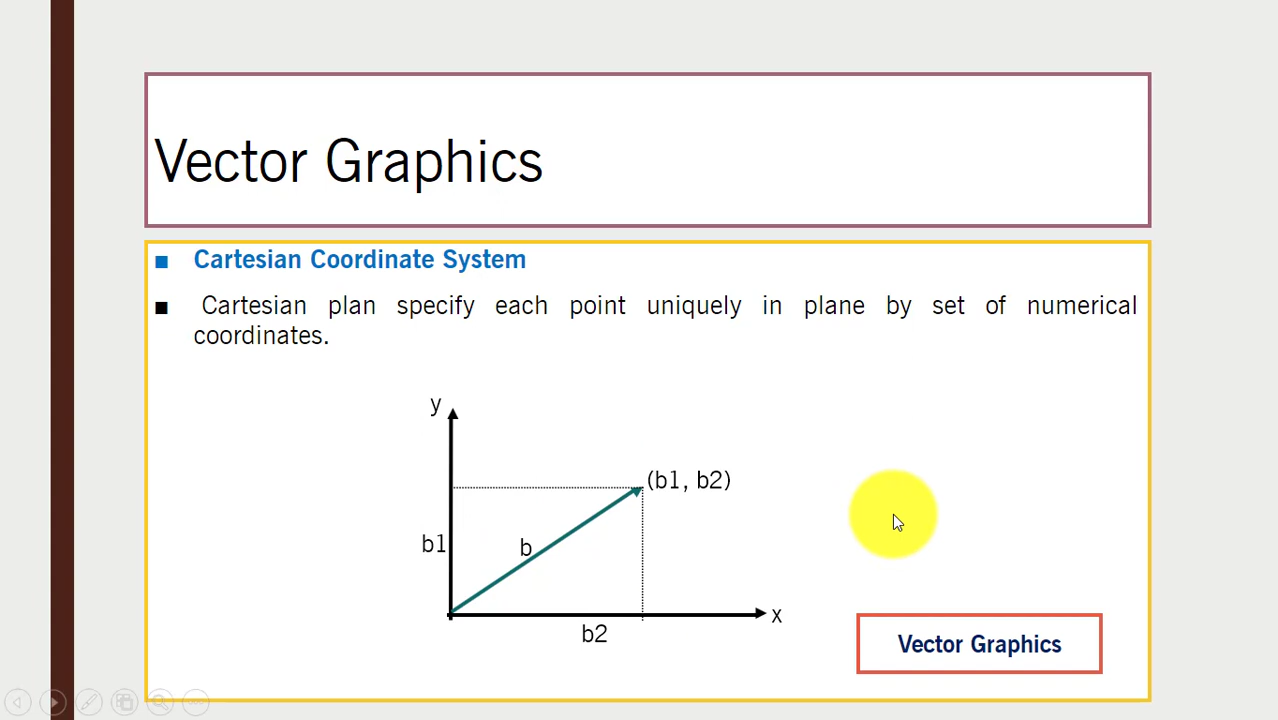 Vector Graphics
Cartesian Coordinate System
Cartesian plan specify each point uniquely in plane by set of numerical
coordinates.
y
(b1, b2)
b1
b
x
b2
Vector Graphics